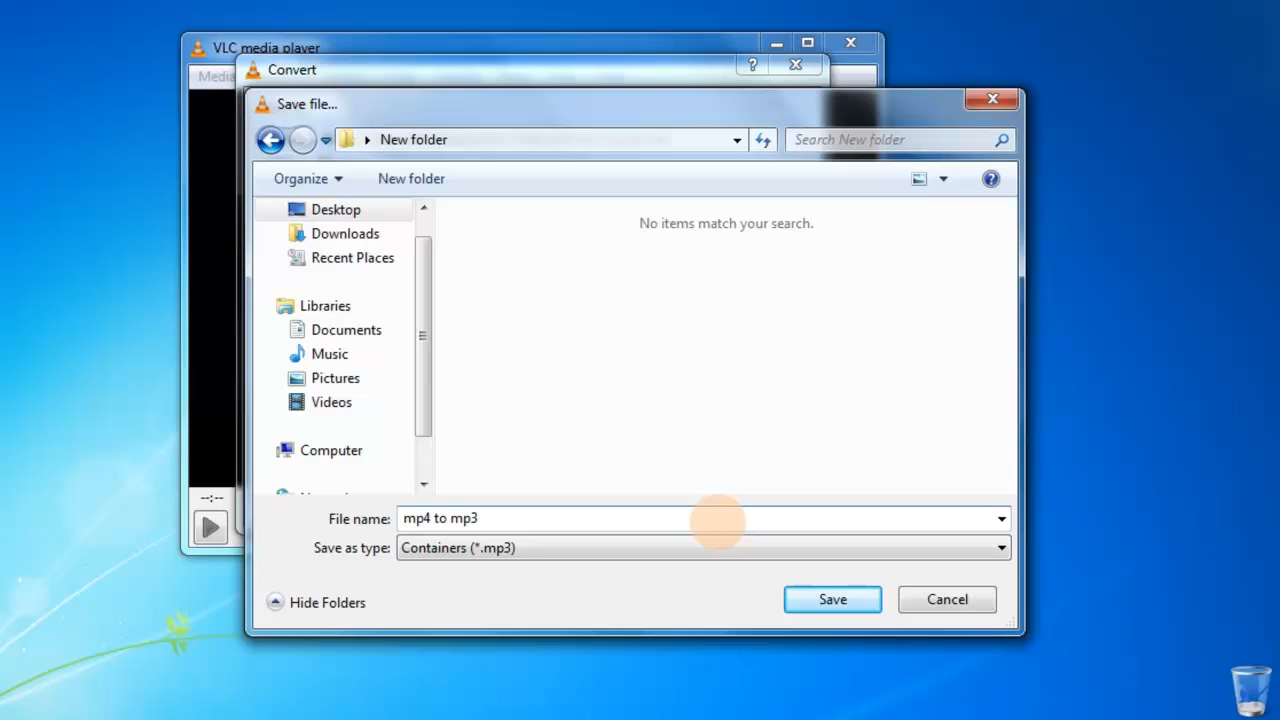 VLC media player
Media
Convert
?
Save file...
New folder
Search New folder
Organize
New folder
?
Desktop
No items match your search.
Downloads
Recent Places
Libraries
Documents
Music
Pictures
Videos
Computer
--:--
File name: mp4 to mp3
Save as type: Containers (*.mp3)
Hide Folders
Save
Cancel